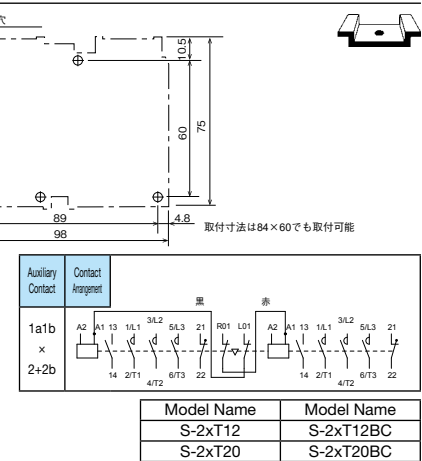 穴
10.5
60
75
89
4.8
98
取付寸法は84×60でも取付可能
Auxiliary Contact
Contact Arrangement
1a1b
×
2+2b
黒 赤
A2 A1 13 1/L1 3/L2 5/L3 21 R01 L01 A2 A1 13 1/L1 3/L2 5/L3 21
14 2/T1 4/T2 6/T3 22 14 2/T1 4/T2 6/T3 22
Model Name Model Name
S-2xT12 S-2xT12BC
S-2xT20 S-2xT20BC